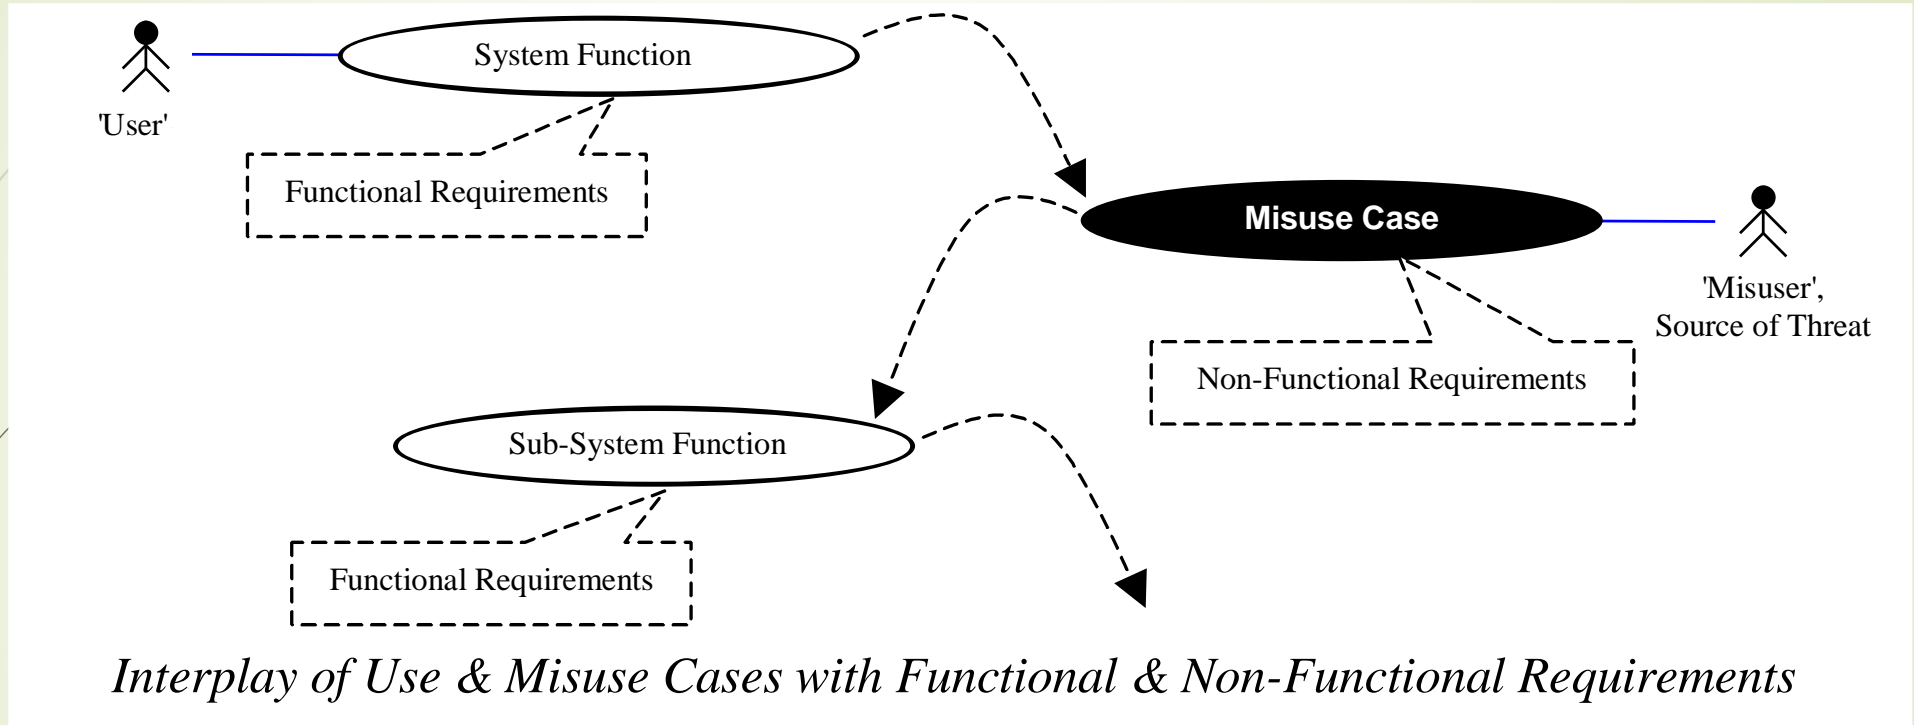 System Function
'User'
Functional Requirements
Misuse Case
'Misuser',
Source of Threat
Non-Functional Requirements
Sub-System Function
Functional Requirements
Interplay of Use & Misuse Cases with Functional & Non-Functional Requirements